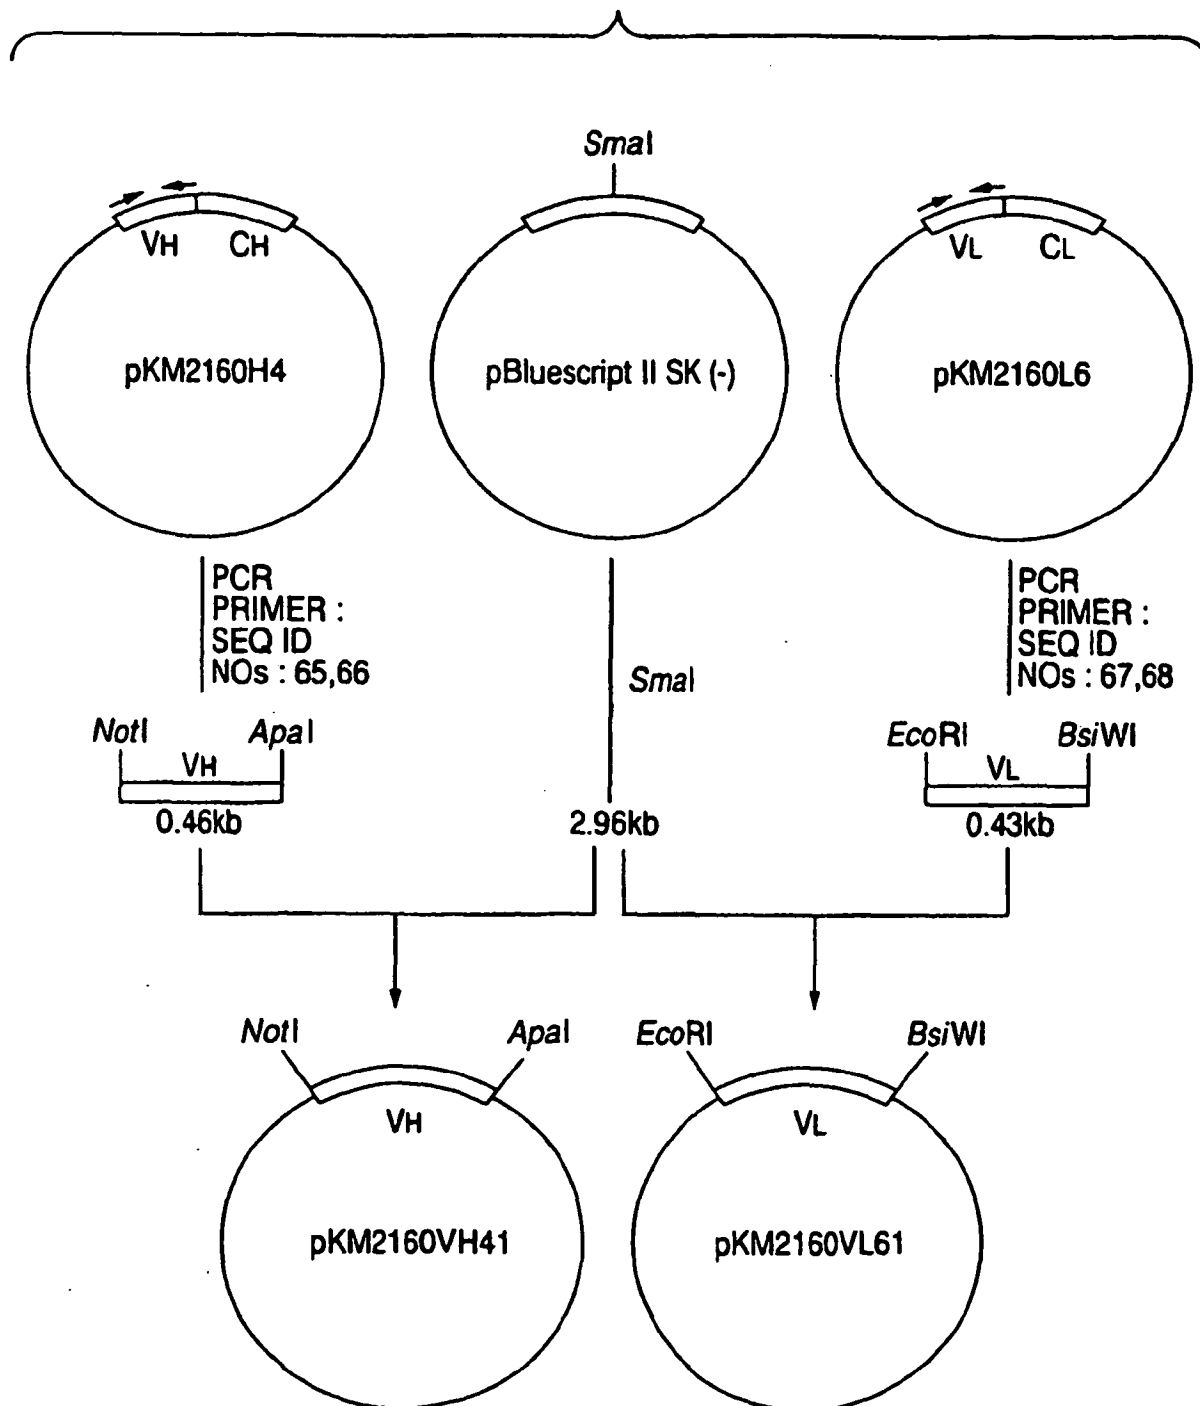 SmaI
VH CH
VL CL
pKM2160H4
pBluescript II SK (-)
pKM2160L6
PCR
PRIMER :
SEQ ID
NOs : 65,66
SmaI
PCR
PRIMER :
SEQ ID
NOs : 67,68
NotI ApaI
VH
0.46kb
2.96kb
EcoRI BsiWI
VL
0.43kb
NotI ApaI
VH
pKM2160VH41
EcoRI BsiWI
VL
pKM2160VL61